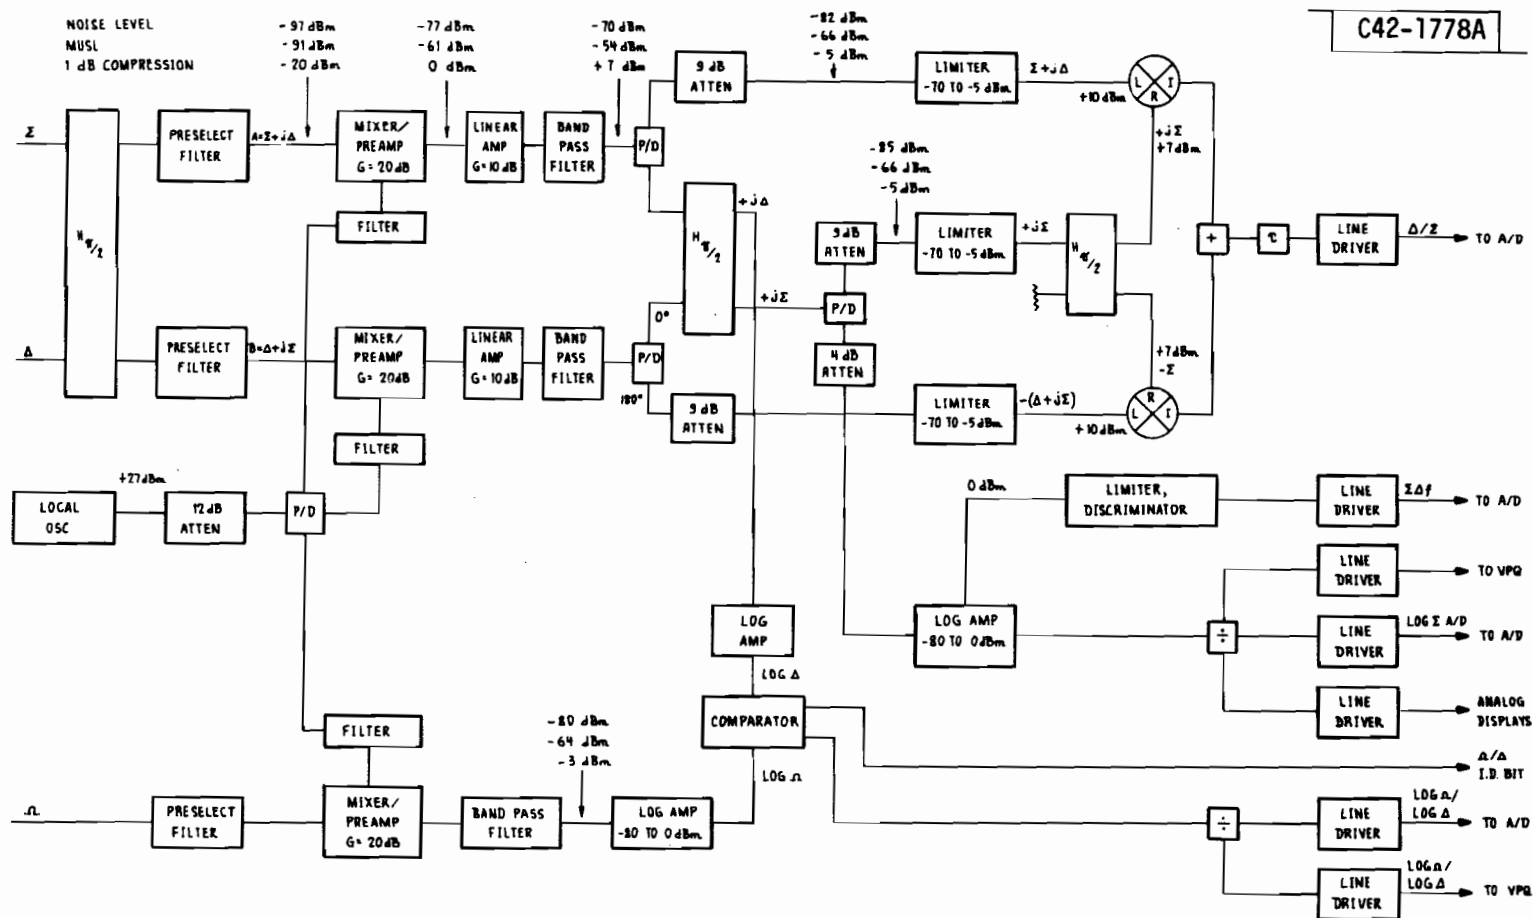 C42-1778A
NOISE LEVEL
MUSL
1 dB COMPRESSION
-97 dBm
-91 dBm
-20 dBm
-77 dBm
-61 dBm
0 dBm
-70 dBm
-54 dBm
+7 dBm
-82 dBm
-66 dBm
-5 dBm
Σ
H π/2
PRESELECT
FILTER
A=Σ+jΔ
MIXER/
PREAMP
G=20dB
LINEAR
AMP
G=10dB
BAND
PASS
FILTER
P/D
9 dB
ATTEN
LIMITER
-70 TO -5dBm
Σ+jΔ
+10dBm
L
R
I
+jΣ
+7dBm
FILTER
H π/2
+jΔ
+jΣ
-85 dBm
-66 dBm
-5 dBm
9 dB
ATTEN
LIMITER
-70 TO -5dBm
+jΣ
H π/2
+
τ
LINE
DRIVER
Δ/Σ
TO A/D
P/D
4 dB
ATTEN
Δ
PRESELECT
FILTER
B=Δ+jΣ
MIXER/
PREAMP
G=20dB
LINEAR
AMP
G=10dB
BAND
PASS
FILTER
0°
P/D
180°
9 dB
ATTEN
LIMITER
-70 TO -5dBm
-(Δ+jΣ)
+10dBm
+7dBm
-Σ
L
R
I
FILTER
LOCAL
OSC
+27dBm
12dB
ATTEN
P/D
0 dBm
LIMITER,
DISCRIMINATOR
LINE
DRIVER
ΣΔf
TO A/D
LINE
DRIVER
TO VPQ
LOG
AMP
LOG Δ
LOG AMP
-80 TO 0dBm
÷
LINE
DRIVER
LOG Σ A/D
TO A/D
LINE
DRIVER
ANALOG
DISPLAYS
COMPARATOR
Ω/Δ
I.D. BIT
LOG Ω
FILTER
-80 dBm
-64 dBm
-3 dBm
Ω
PRESELECT
FILTER
MIXER/
PREAMP
G=20dB
BAND PASS
FILTER
LOG AMP
-80 TO 0dBm
÷
LINE
DRIVER
LOG Ω/
LOG Δ
TO A/D
LINE
DRIVER
LOG Ω/
LOG Δ
TO VPQ